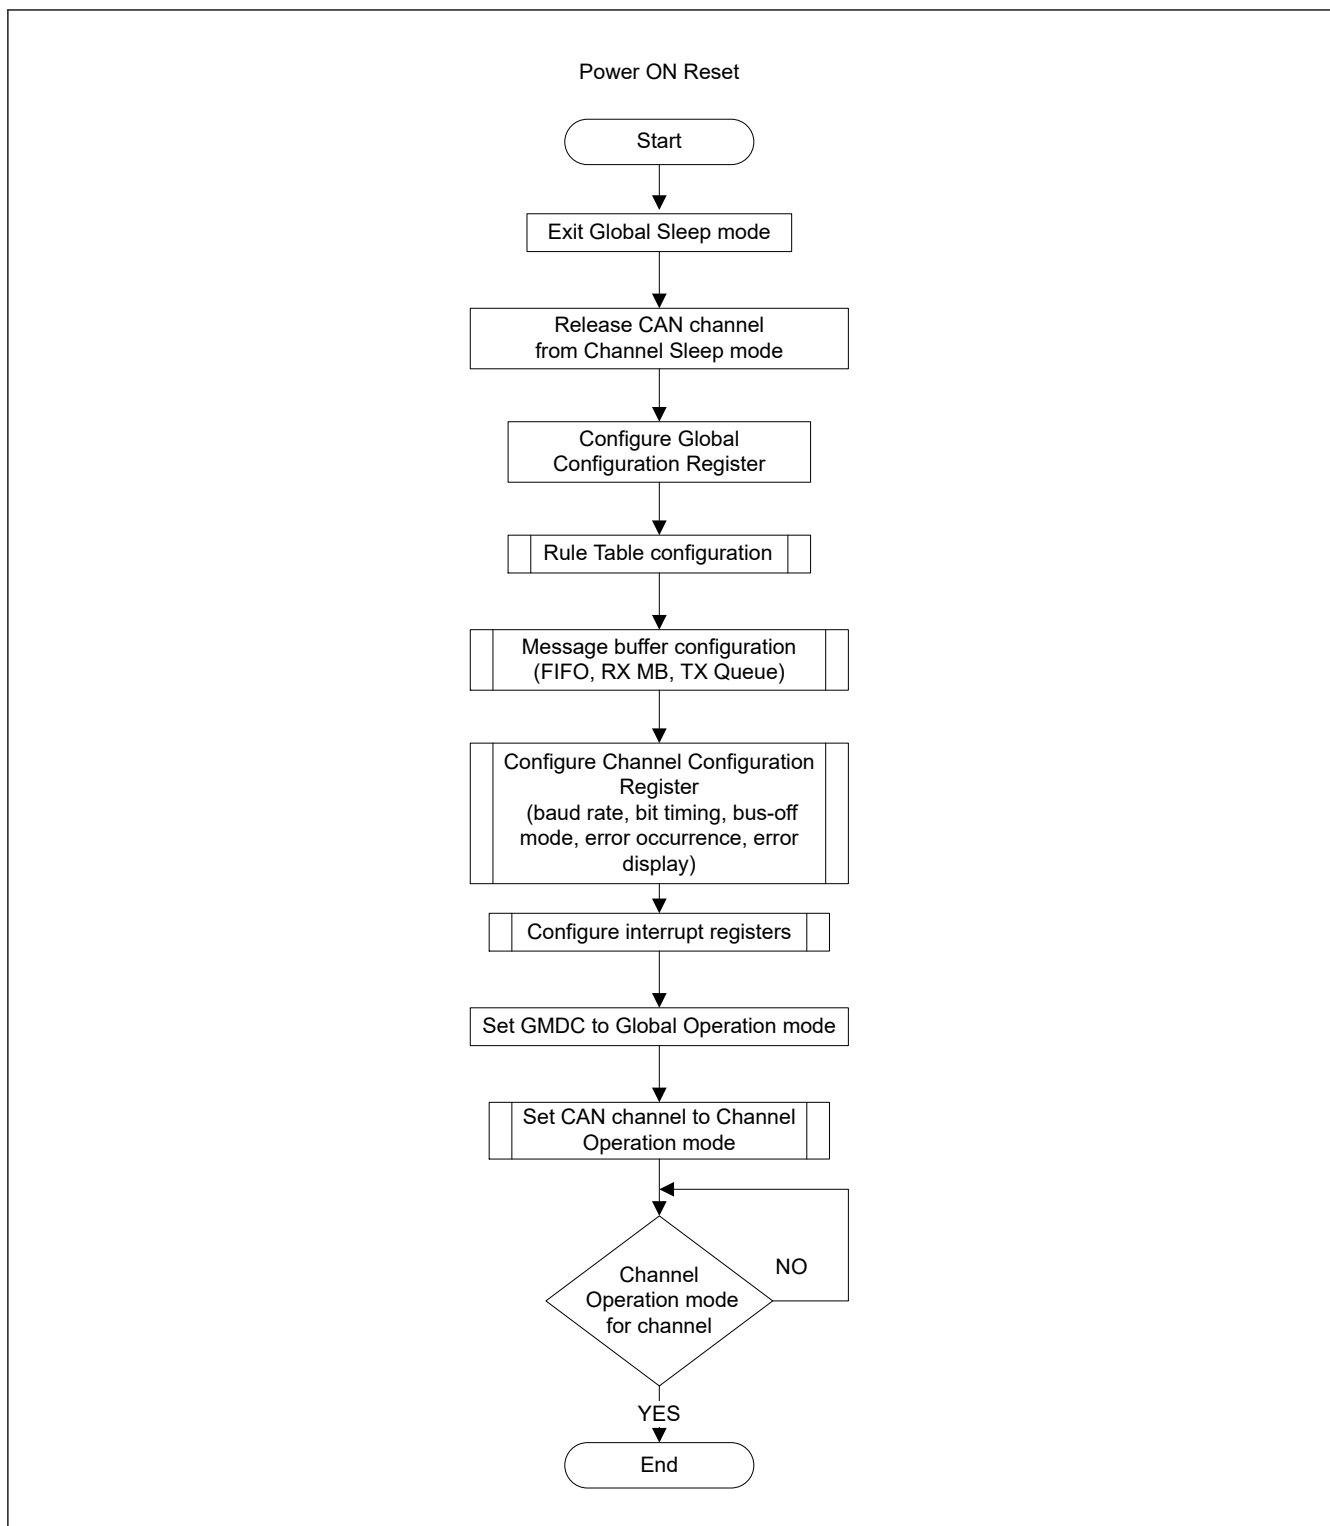 Power ON Reset
Start
Exit Global Sleep mode
Release CAN channel
from Channel Sleep mode
Configure Global
Configuration Register
Rule Table configuration
Message buffer configuration
(FIFO, RX MB, TX Queue)
Configure Channel Configuration
Register
(baud rate, bit timing, bus-off
mode, error occurrence, error
display)
Configure interrupt registers
Set GMDC to Global Operation mode
Set CAN channel to Channel
Operation mode
NO
Channel
Operation mode
for channel
YES
End